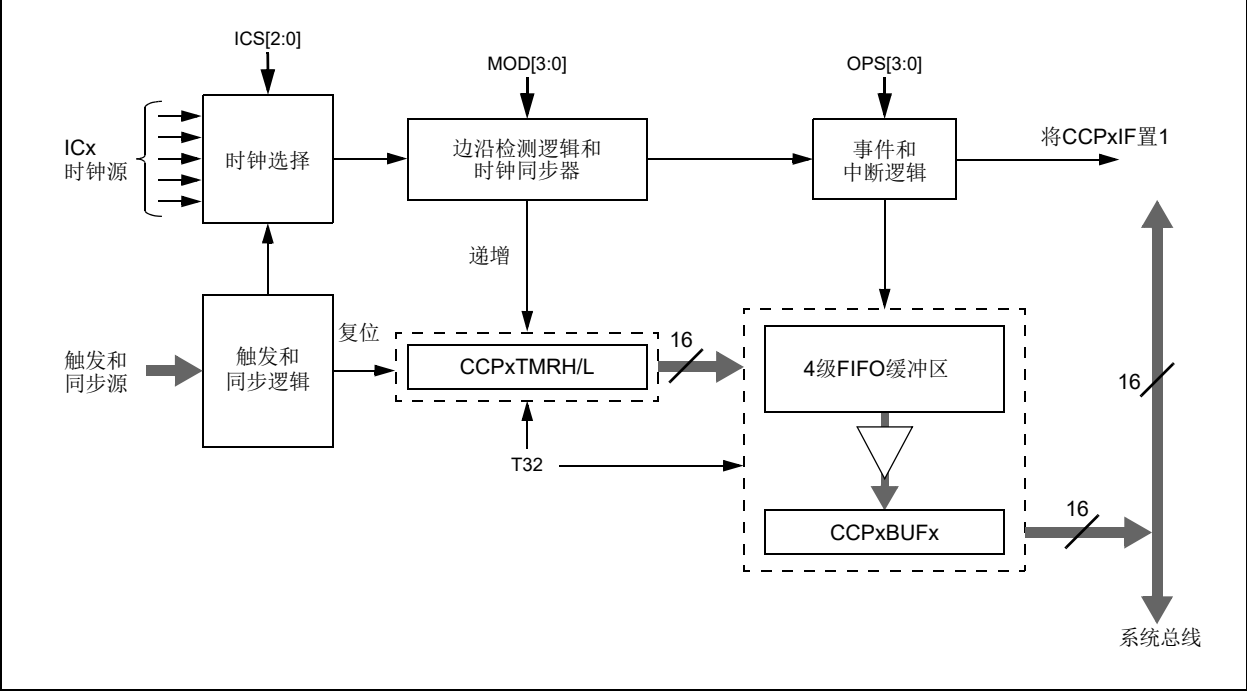 ICS[2:0]
MOD[3:0]
OPS[3:0]
ICx
时钟源
时钟选择
边沿检测逻辑和
时钟同步器
事件和
中断逻辑
将CCPxIF置1
递增
触发和
同步源
触发和
同步逻辑
复位
CCPxTMRH/L
16
4级FIFO缓冲区
16
T32
CCPxBUFx
16
系统总线